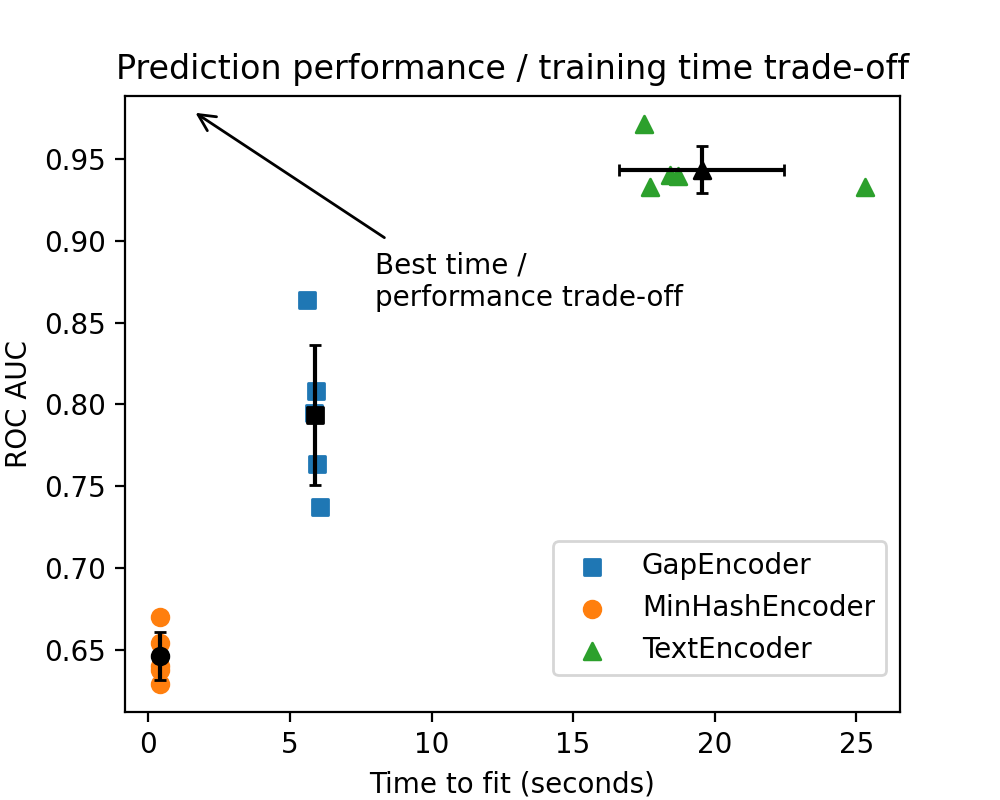 Prediction performance / training time trade-off
0.95
0.90
0.85
0.80
0.75
0.70
0.65
ROC AUC
Best time /
performance trade-off
GapEncoder
MinHashEncoder
TextEncoder
0 5 10 15 20 25
Time to fit (seconds)